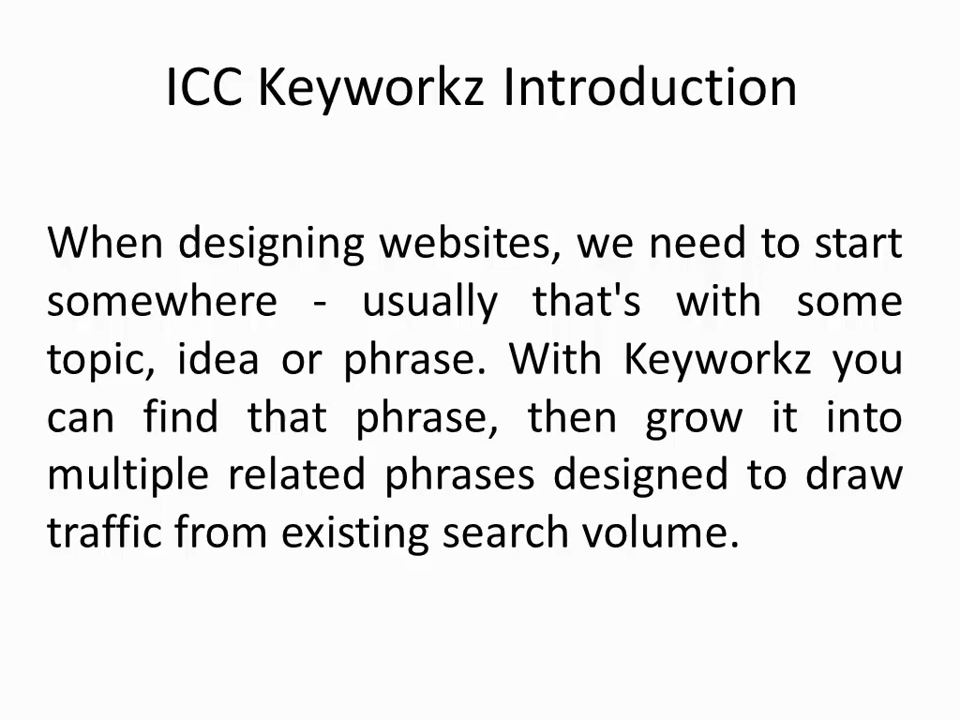 ICC Keyworkz Introduction
When designing websites, we need to start
somewhere - usually that's with some
topic, idea or phrase. With Keyworkz you
can find that phrase, then grow it into
multiple related phrases designed to draw
traffic from existing search volume.